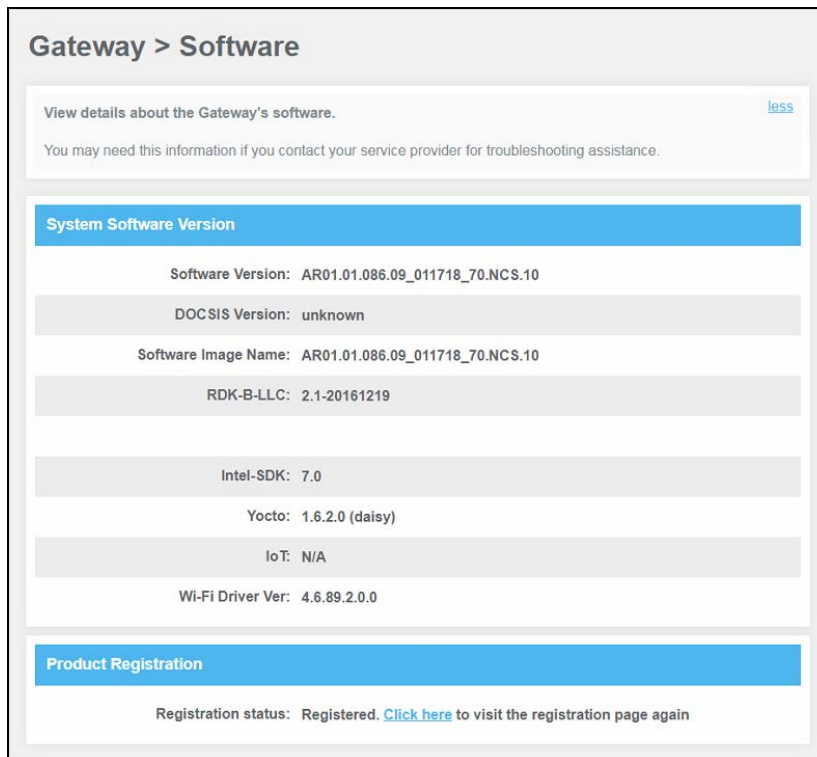 Gateway > Software
View details about the Gateway's software.
less
You may need this information if you contact your service provider for troubleshooting assistance.
System Software Version
Software Version: AR01.01.086.09_011718_70.NCS.10
DOCSIS Version: unknown
Software Image Name: AR01.01.086.09_011718_70.NCS.10
RDK-B-LLC: 2.1-20161219
Intel-SDK: 7.0
Yocto: 1.6.2.0 (daisy)
IoT: N/A
Wi-Fi Driver Ver: 4.6.89.2.0.0
Product Registration
Registration status: Registered. Click here to visit the registration page again